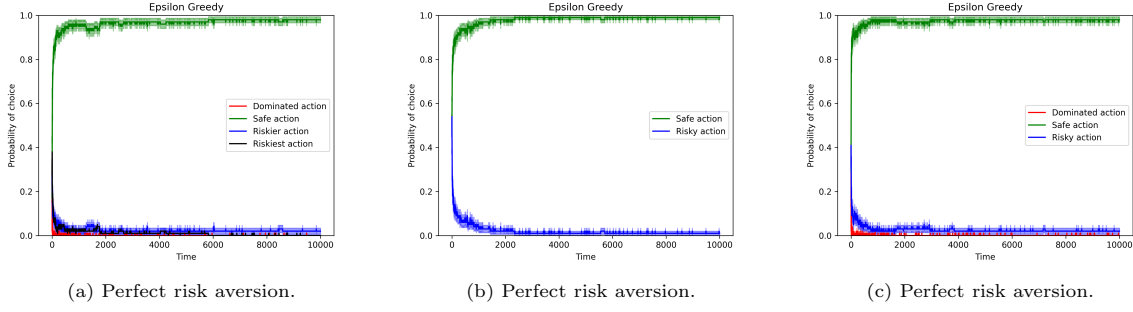 Epsilon Greedy
1.0
0.8
0.6
0.4
0.2
0.0
Probability of choice
Dominated action
Safe action
Riskier action
Riskiest action
0 2000 4000 6000 8000 10000
Time
(a) Perfect risk aversion.
Epsilon Greedy
1.0
0.8
0.6
0.4
0.2
0.0
Probability of choice
Safe action
Risky action
0 2000 4000 6000 8000 10000
Time
(b) Perfect risk aversion.
Epsilon Greedy
1.0
0.8
0.6
0.4
0.2
0.0
Probability of choice
Dominated action
Safe action
Risky action
0 2000 4000 6000 8000 10000
Time
(c) Perfect risk aversion.